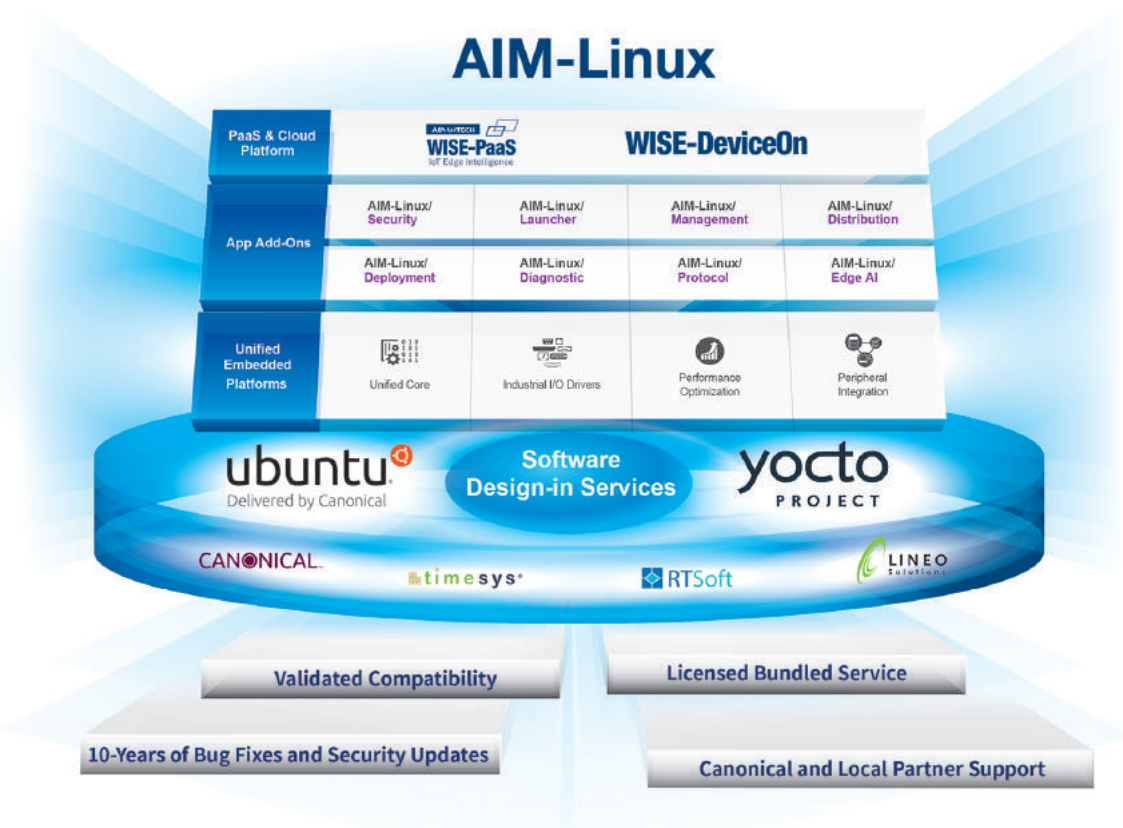 AIM-Linux
PaaS & Cloud
Platform
ADVANTECH
WISE-PaaS
IoT Edge Intelligence
WISE-DeviceOn
App Add-Ons
AIM-Linux/
Security
AIM-Linux/
Launcher
AIM-Linux/
Management
AIM-Linux/
Distribution
AIM-Linux/
Deployment
AIM-Linux/
Diagnostic
AIM-Linux/
Protocol
AIM-Linux/
Edge AI
Unified
Embedded
Platforms
Unified Core
Industrial I/O Drivers
Performance
Optimization
Peripheral
Integration
ubuntu
Delivered by Canonical
Software
Design-in Services
yocto
PROJECT
CANONICAL
timesys
RTSoft
LINEO
Solutions
Validated Compatibility
Licensed Bundled Service
10-Years of Bug Fixes and Security Updates
Canonical and Local Partner Support